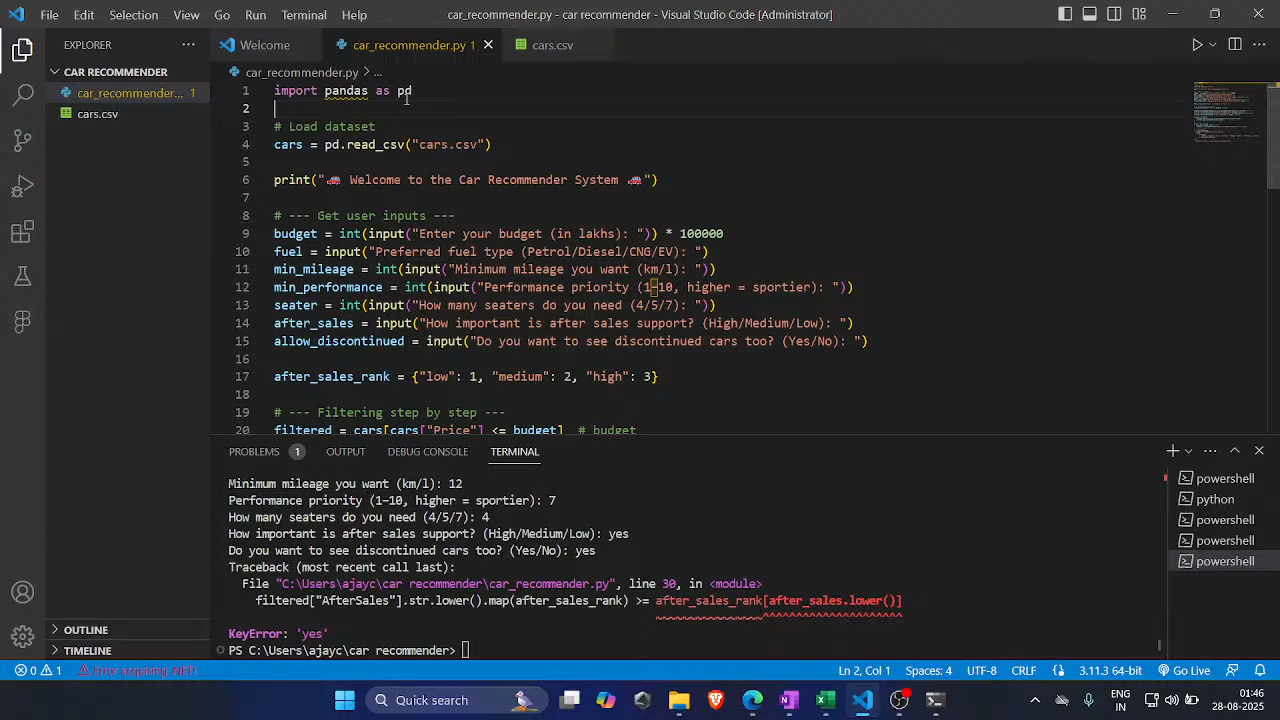 File Edit Selection View Go Run Terminal Help car_recommender.py - car recommender - Visual Studio Code [Administrator]
EXPLORER
Welcome car_recommender.py 1 cars.csv
CAR RECOMMENDER
car_recommender... 1
cars.csv
OUTLINE
TIMELINE
car_recommender.py > ...
1 import pandas as pd
2
3 # Load dataset
4 cars = pd.read_csv("cars.csv")
5
6 print("🚗 Welcome to the Car Recommender System 🚗")
7
8 # --- Get user inputs ---
9 budget = int(input("Enter your budget (in lakhs): ")) * 100000
10 fuel = input("Preferred fuel type (Petrol/Diesel/CNG/EV): ")
11 min_mileage = int(input("Minimum mileage you want (km/l): "))
12 min_performance = int(input("Performance priority (1–10, higher = sportier): "))
13 seater = int(input("How many seaters do you need (4/5/7): "))
14 after_sales = input("How important is after sales support? (High/Medium/Low): ")
15 allow_discontinued = input("Do you want to see discontinued cars too? (Yes/No): ")
16
17 after_sales_rank = {"low": 1, "medium": 2, "high": 3}
18
19 # --- Filtering step by step ---
20 filtered = cars[cars["Price"] <= budget] # budget
PROBLEMS 1 OUTPUT DEBUG CONSOLE TERMINAL
Minimum mileage you want (km/l): 12
Performance priority (1–10, higher = sportier): 7
How many seaters do you need (4/5/7): 4
How important is after sales support? (High/Medium/Low): yes
Do you want to see discontinued cars too? (Yes/No): yes
Traceback (most recent call last):
File "C:\Users\ajayc\car recommender\car_recommender.py", line 30, in <module>
filtered["AfterSales"].str.lower().map(after_sales_rank) >= after_sales_rank[after_sales.lower()]
~~~~~~~~~~~~~~~~^^^^^^^^^^^^^^^^^^^^^
KeyError: 'yes'
PS C:\Users\ajayc\car recommender>
powershell
python
powershell
powershell
powershell
0 1 Error acquiring .NET! Ln 2, Col 1 Spaces: 4 UTF-8 CRLF 3.11.3 64-bit Go Live
Quick search ENG IN 01:46 28-08-2025